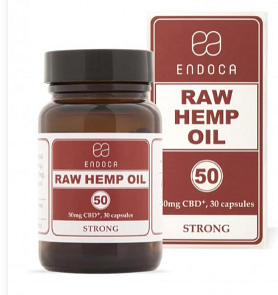 ENDOCA
RAW HEMP OIL
50
50mg CBD+, 30 capsules
STRONG
ENDOCA
RAW
HEMP
OIL
50
50mg CBD+, 30 capsules
STRONG